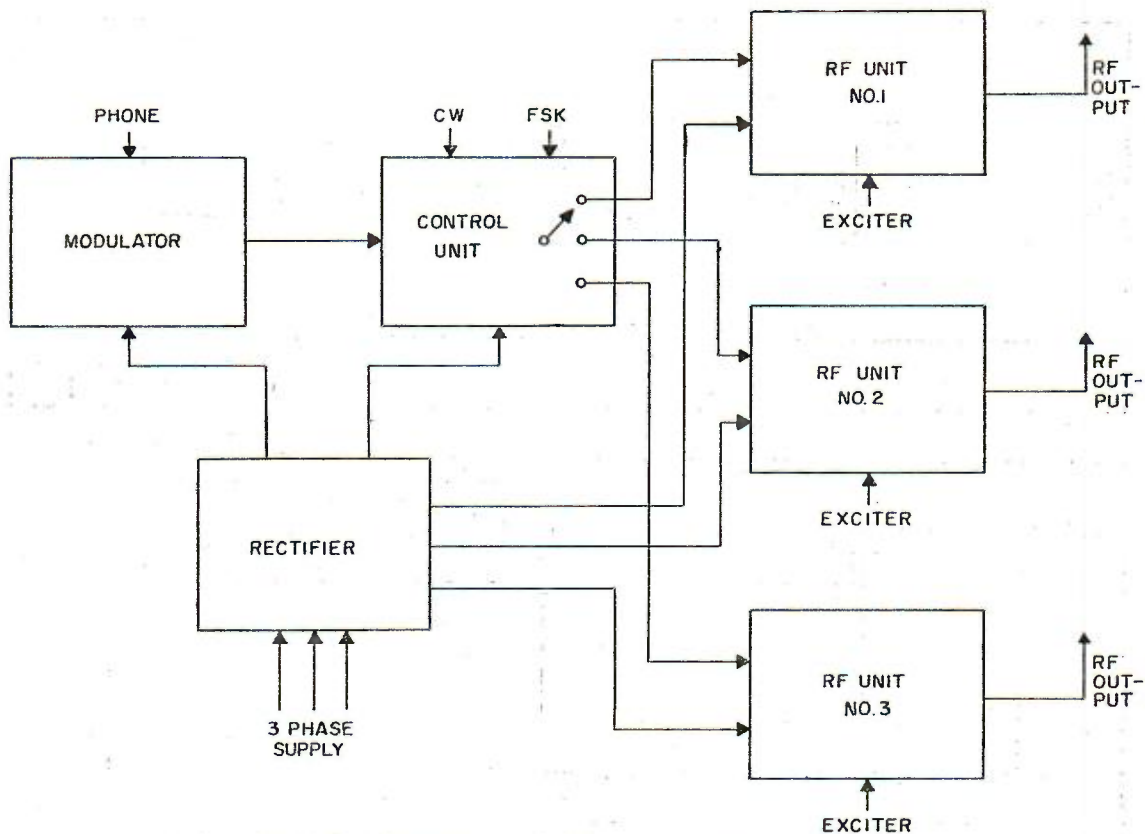 PHONE
MODULATOR
CW
FSK
CONTROL
UNIT
RECTIFIER
3 PHASE
SUPPLY
RF UNIT
NO.1
EXCITER
RF
OUT-
PUT
RF UNIT
NO.2
EXCITER
RF
OUT-
PUT
RF UNIT
NO.3
EXCITER
RF
OUT-
PUT